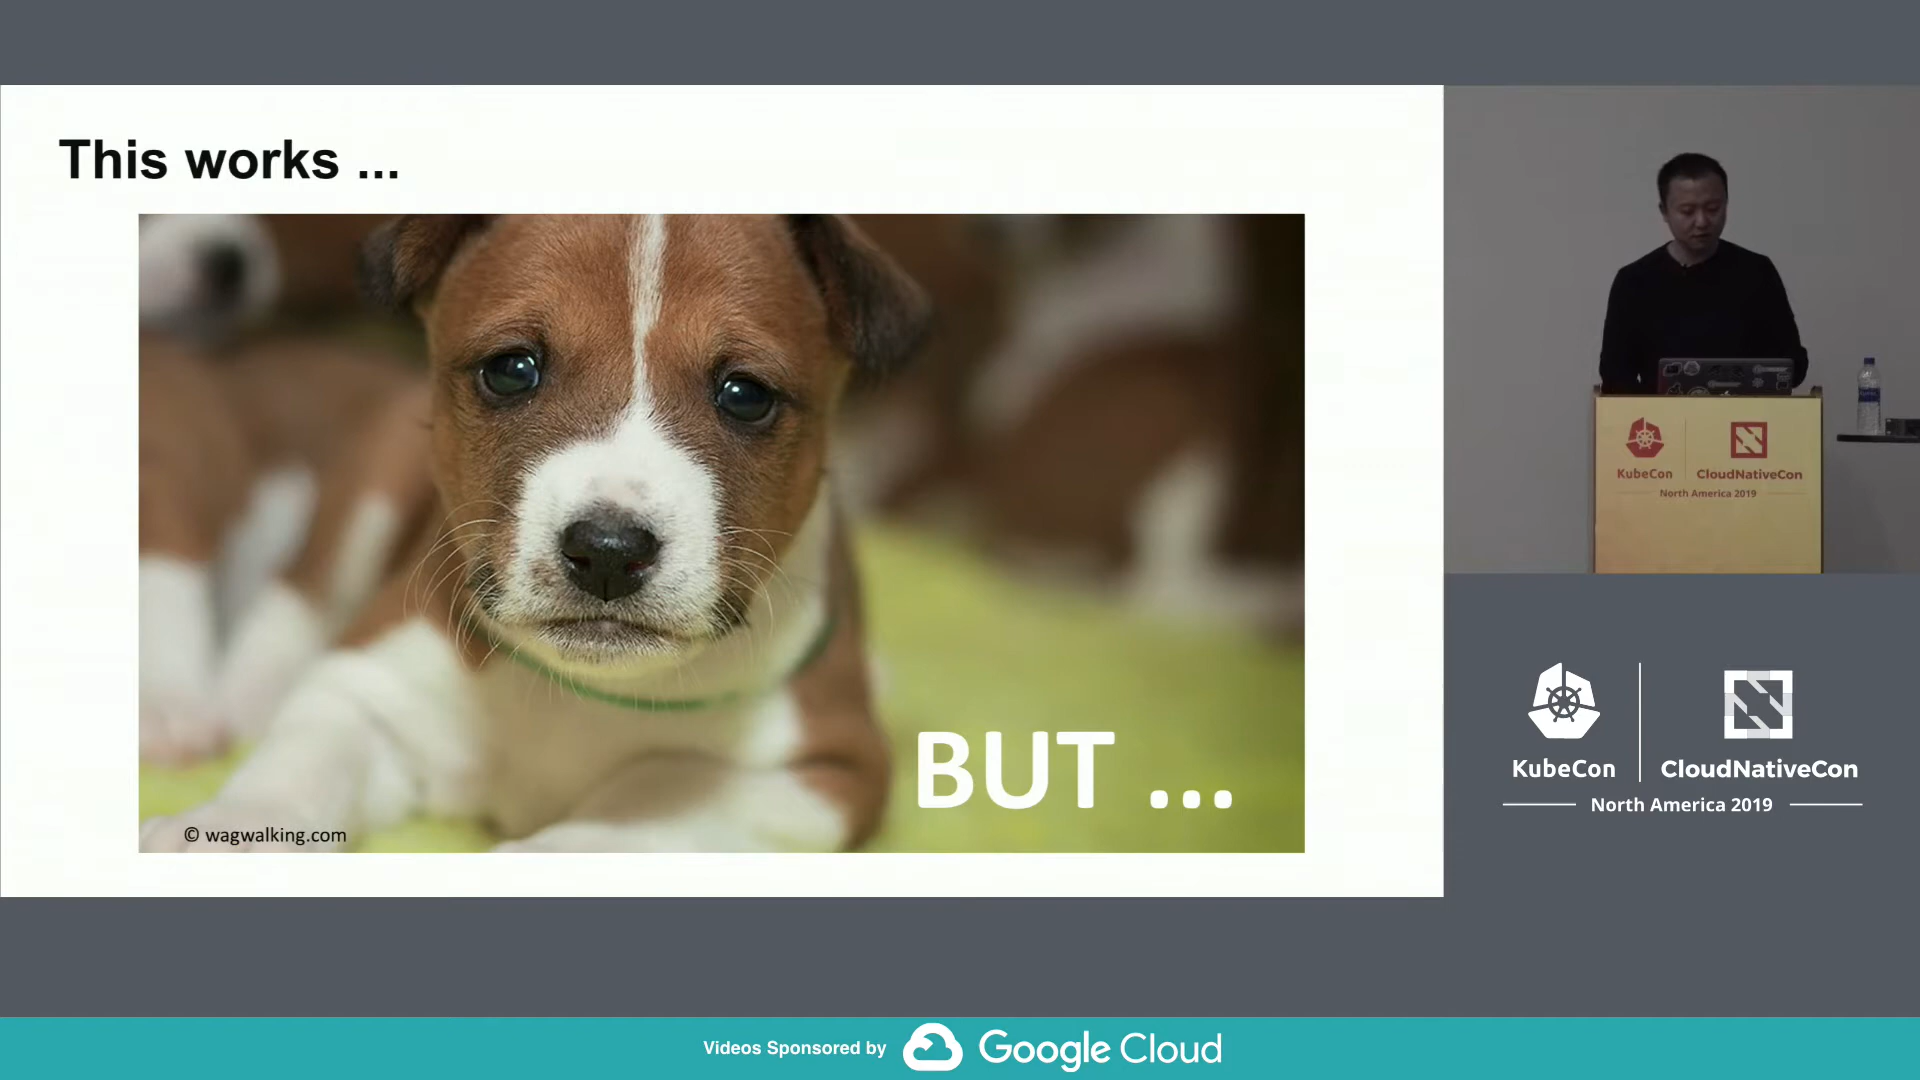 This works ...
BUT ...
© wagwalking.com
KubeCon
CloudNativeCon
North America 2019
KubeCon
CloudNativeCon
North America 2019
Videos Sponsored by
Google Cloud